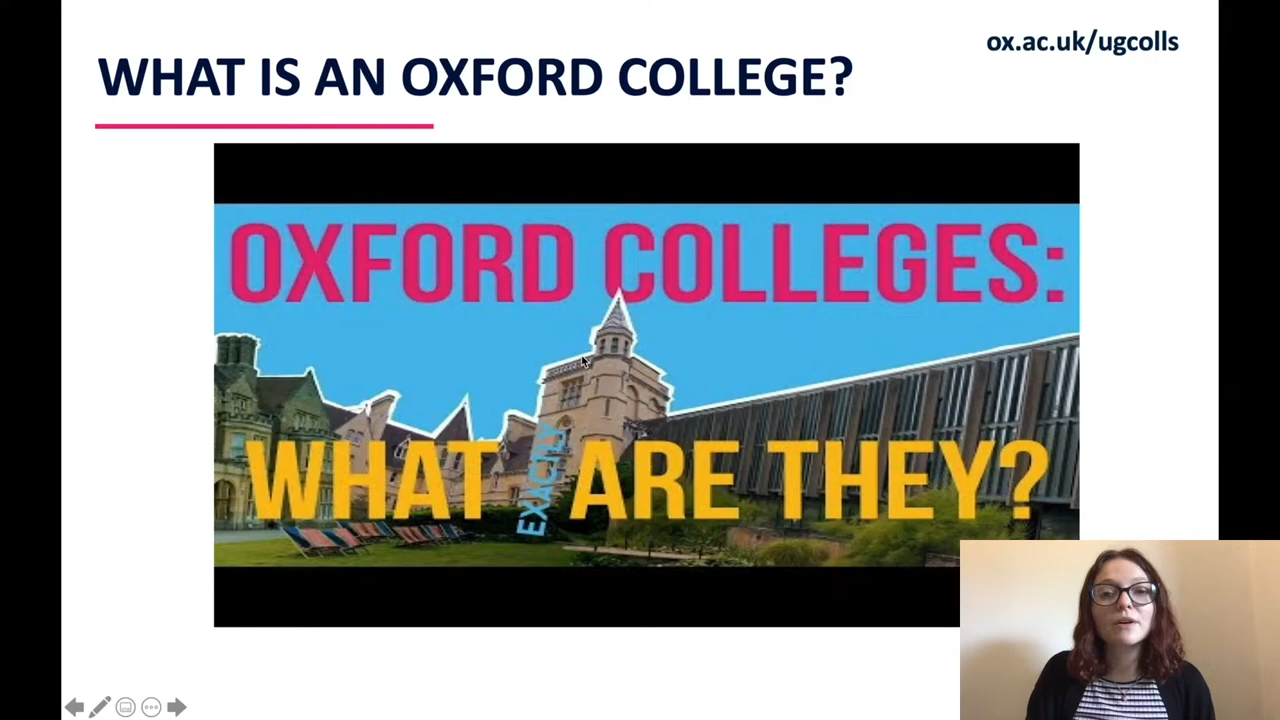 ox.ac.uk/ugcolls
WHAT IS AN OXFORD COLLEGE?
OXFORD COLLEGES:
WHAT EXACTLY ARE THEY?